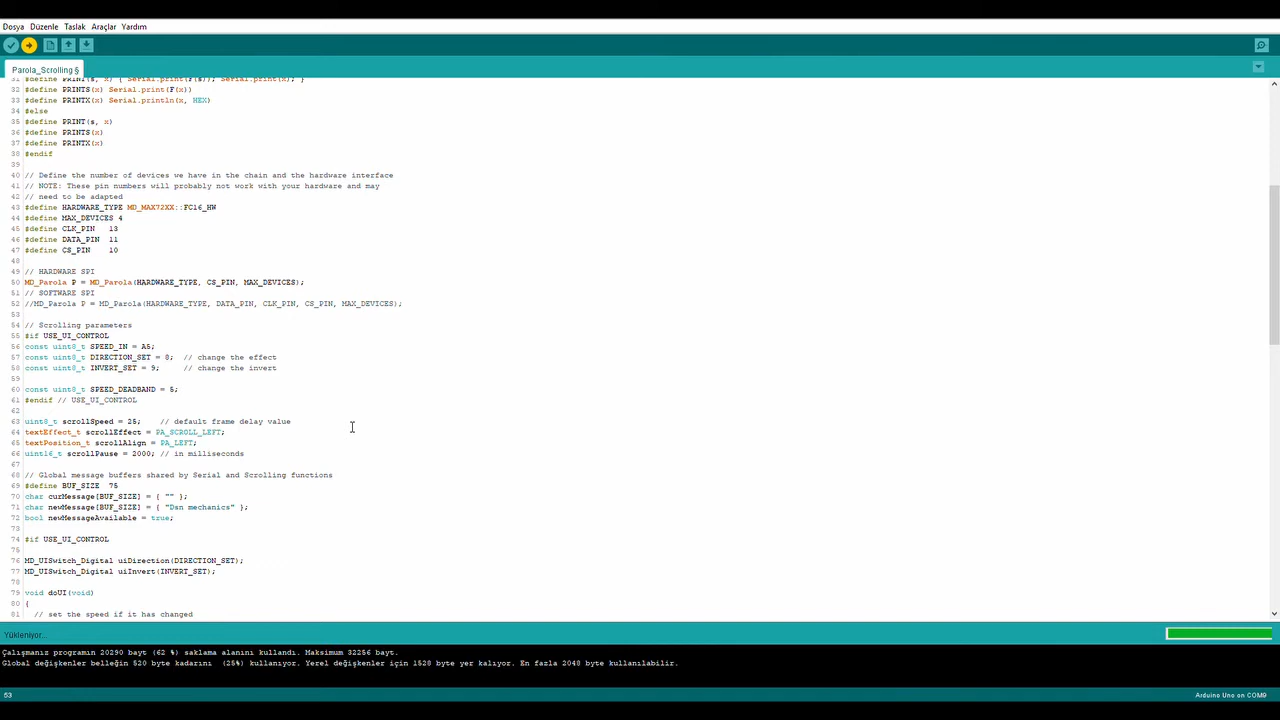 Dosya Düzenle Taslak Araçlar Yardım
Parola_Scrolling §
31 #define PRINT(s, x) { Serial.print(F(s)); Serial.print(x); }
32 #define PRINTS(x) Serial.print(F(x))
33 #define PRINTX(x) Serial.println(x, HEX)
34 #else
35 #define PRINT(s, x)
36 #define PRINTS(x)
37 #define PRINTX(x)
38 #endif
39
40 // Define the number of devices we have in the chain and the hardware interface
41 // NOTE: These pin numbers will probably not work with your hardware and may
42 // need to be adapted
43 #define HARDWARE_TYPE MD_MAX72XX::FC16_HW
44 #define MAX_DEVICES 4
45 #define CLK_PIN   13
46 #define DATA_PIN  11
47 #define CS_PIN    10
48
49 // HARDWARE SPI
50 MD_Parola P = MD_Parola(HARDWARE_TYPE, CS_PIN, MAX_DEVICES);
51 // SOFTWARE SPI
52 //MD_Parola P = MD_Parola(HARDWARE_TYPE, DATA_PIN, CLK_PIN, CS_PIN, MAX_DEVICES);
53
54 // Scrolling parameters
55 #if USE_UI_CONTROL
56 const uint8_t SPEED_IN = A5;
57 const uint8_t DIRECTION_SET = 8;  // change the effect
58 const uint8_t INVERT_SET = 9;     // change the invert
59
60 const uint8_t SPEED_DEADBAND = 5;
61 #endif // USE_UI_CONTROL
62
63 uint8_t scrollSpeed = 25;    // default frame delay value
64 textEffect_t scrollEffect = PA_SCROLL_LEFT;
65 textPosition_t scrollAlign = PA_LEFT;
66 uint16_t scrollPause = 2000; // in milliseconds
67
68 // Global message buffers shared by Serial and Scrolling functions
69 #define BUF_SIZE  75
70 char curMessage[BUF_SIZE] = { "" };
71 char newMessage[BUF_SIZE] = { "Dsn mechanics" };
72 bool newMessageAvailable = true;
73
74 #if USE_UI_CONTROL
75
76 MD_UISwitch_Digital uiDirection(DIRECTION_SET);
77 MD_UISwitch_Digital uiInvert(INVERT_SET);
78
79 void doUI(void)
80 {
81   // set the speed if it has changed
Yükleniyor...
Çalışmanız programın 20290 bayt (62 %) saklama alanını kullandı. Maksimum 32256 bayt.
Global değişkenler belleğin 520 byte kadarını  (25%) kullanıyor. Yerel değişkenler için 1528 byte yer kalıyor. En fazla 2048 byte kullanılabilir.
53
Arduino Uno on COM9